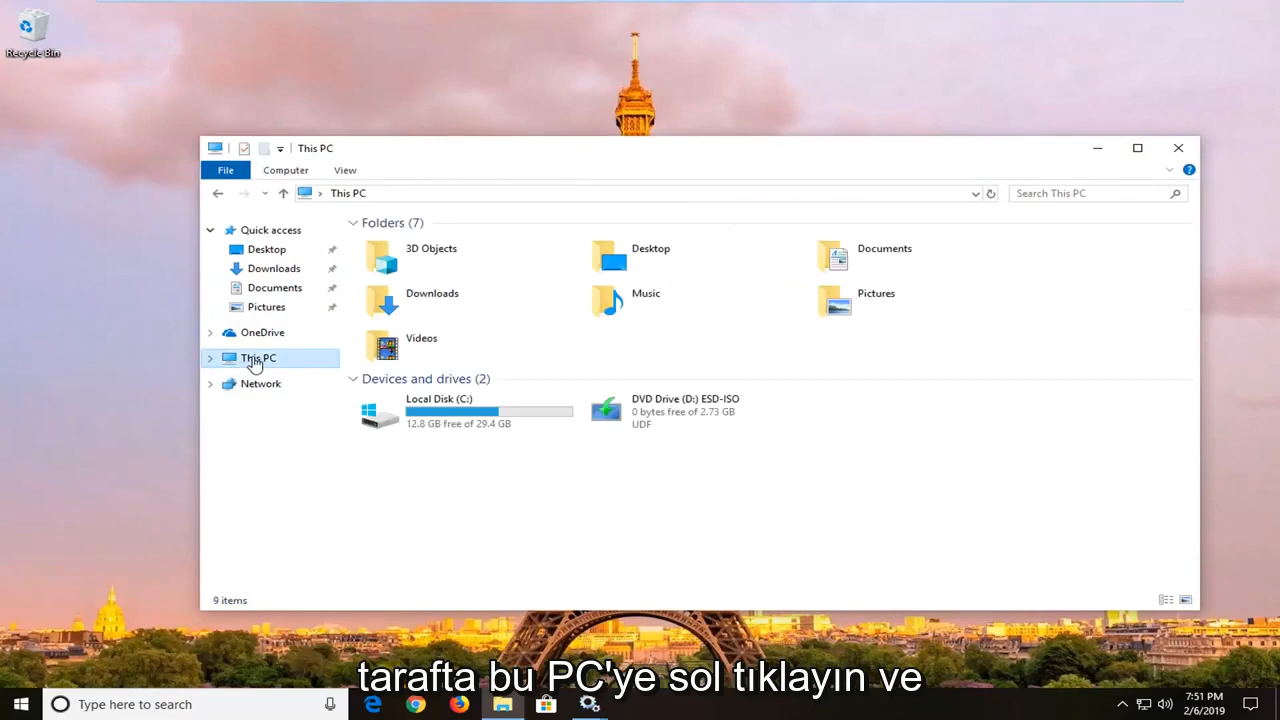 Recycle Bin
This PC
File
Computer
View
This PC
Search This PC
Quick access
Desktop
Downloads
Documents
Pictures
OneDrive
This PC
Network
Folders (7)
3D Objects
Desktop
Documents
Downloads
Music
Pictures
Videos
Devices and drives (2)
Local Disk (C:)
12.8 GB free of 29.4 GB
DVD Drive (D:) ESD-ISO
0 bytes free of 2.73 GB
UDF
9 items
tarafta bu PC'ye sol tıklayın ve
Type here to search
7:51 PM
2/6/2019